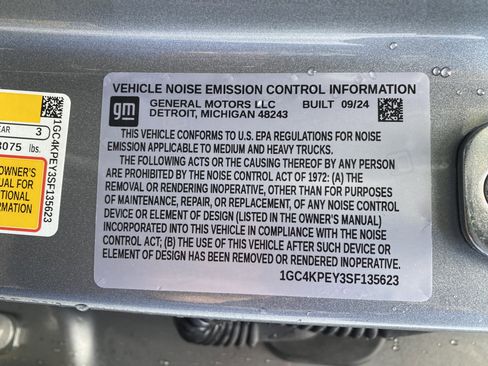 VEHICLE NOISE EMISSION CONTROL INFORMATION
gm GENERAL MOTORS LLC BUILT 09/24
DETROIT, MICHIGAN 48243
THIS VEHICLE CONFORMS TO U.S. EPA REGULATIONS FOR NOISE
EMISSION APPLICABLE TO MEDIUM AND HEAVY TRUCKS.
THE FOLLOWING ACTS OR THE CAUSING THEREOF BY ANY PERSON
ARE PROHIBITED BY THE NOISE CONTROL ACT OF 1972: (A) THE
REMOVAL OR RENDERING INOPERATIVE, OTHER THAN FOR PURPOSES
OF MAINTENANCE, REPAIR, OR REPLACEMENT, OF ANY NOISE CONTROL
DEVICE OR ELEMENT OF DESIGN (LISTED IN THE OWNER'S MANUAL)
INCORPORATED INTO THIS VEHICLE IN COMPLIANCE WITH THE NOISE
CONTROL ACT; (B) THE USE OF THIS VEHICLE AFTER SUCH DEVICE OR
ELEMENT OF DESIGN HAS BEEN REMOVED OR RENDERED INOPERATIVE.
1GC4KPEY3SF135623
EAR 3
3075 lbs.
OWNER'S
NUAL FOR
TIONAL
RMATION
1GC4KPEY3SF135623